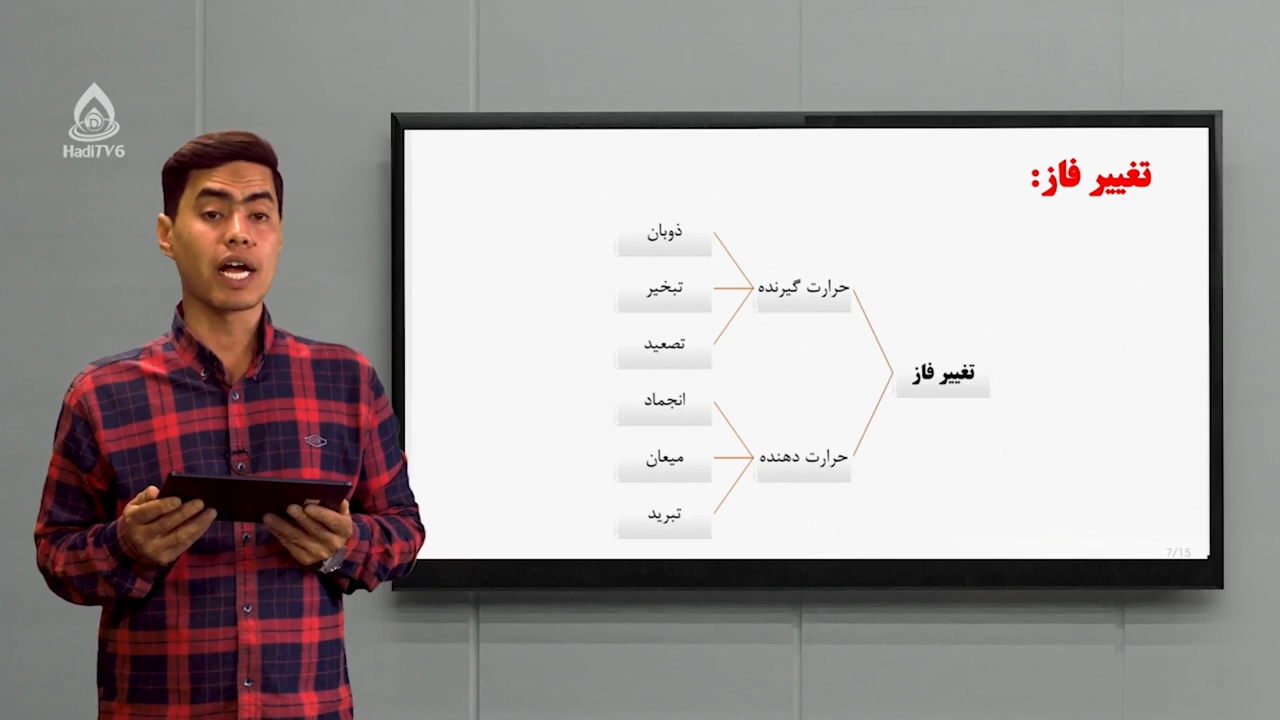 HadiTV6
تغییر فاز:
تغییر فاز
حرارت گیرنده
ذوبان
تبخیر
تصعید
حرارت دهنده
انجماد
میعان
تبرید
7/15